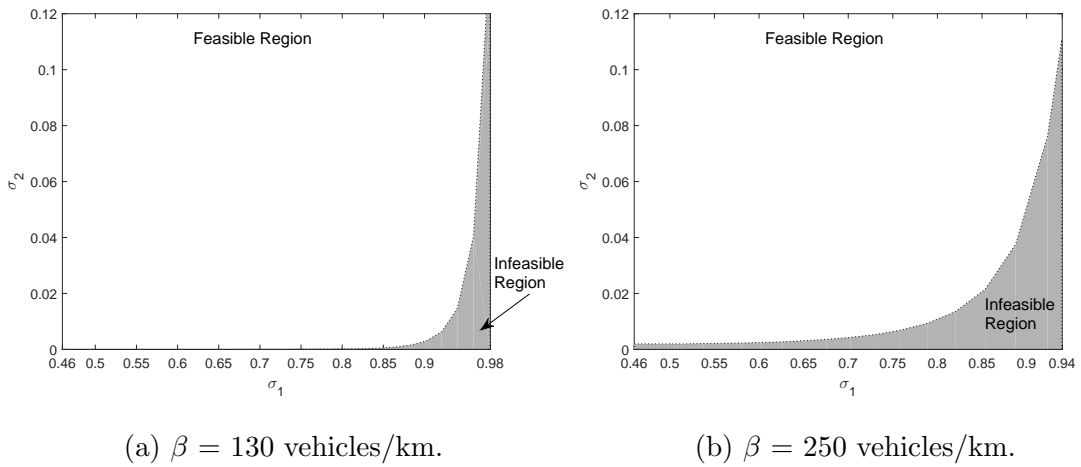 0.12
0.1
0.08
0.06
0.04
0.02
0
σ2
Feasible Region
Infeasible
Region
0.46 0.5 0.55 0.6 0.65 0.7 0.75 0.8 0.85 0.9 0.98
σ1
(a) β = 130 vehicles/km.
0.12
0.1
0.08
0.06
0.04
0.02
0
σ2
Feasible Region
Infeasible
Region
0.46 0.5 0.55 0.6 0.65 0.7 0.75 0.8 0.85 0.9 0.94
σ1
(b) β = 250 vehicles/km.